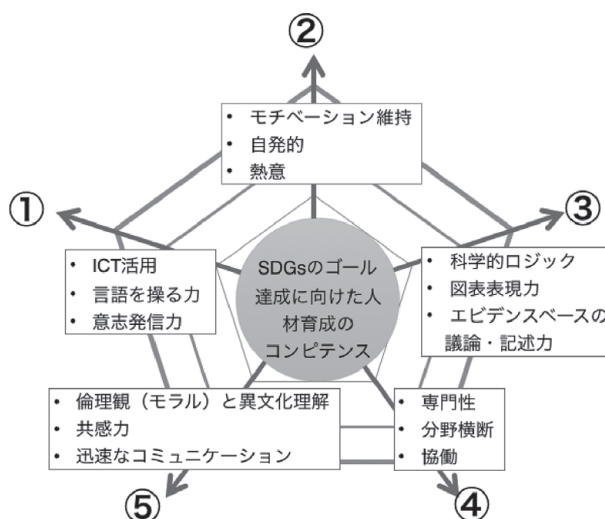 ②
• モチベーション維持
• 自発的
• 熱意
①
③
• ICT活用
• 言語を操る力
• 意志発信力
SDGsのゴール
達成に向けた人
材育成の
コンピテンス
• 科学的ロジック
• 図表表現力
• エビデンスベースの
議論・記述力
• 倫理観（モラル）と異文化理解
• 共感力
• 迅速なコミュニケーション
• 専門性
• 分野横断
• 協働
⑤
④